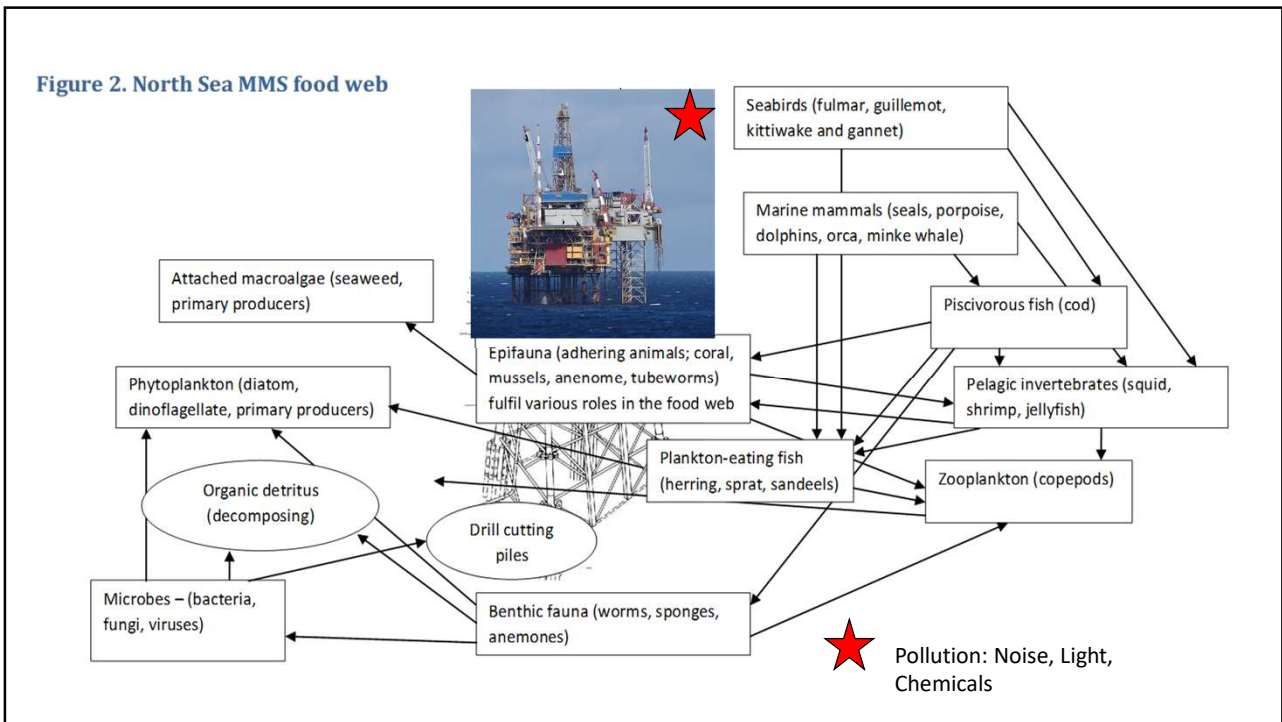 Figure 2. North Sea MMS food web
Seabirds (fulmar, guillemot,
kittiwake and gannet)
Marine mammals (seals, porpoise,
dolphins, orca, minke whale)
Attached macroalgae (seaweed,
primary producers)
Piscivorous fish (cod)
Epifauna (adhering animals; coral,
mussels, anenome, tubeworms)
fulfil various roles in the food web
Phytoplankton (diatom,
dinoflagellate, primary producers)
Pelagic invertebrates (squid,
shrimp, jellyfish)
Plankton-eating fish
(herring, sprat, sandeels)
Zooplankton (copepods)
Organic detritus
(decomposing)
Drill cutting
piles
Microbes – (bacteria,
fungi, viruses)
Benthic fauna (worms, sponges,
anemones)
Pollution: Noise, Light,
Chemicals